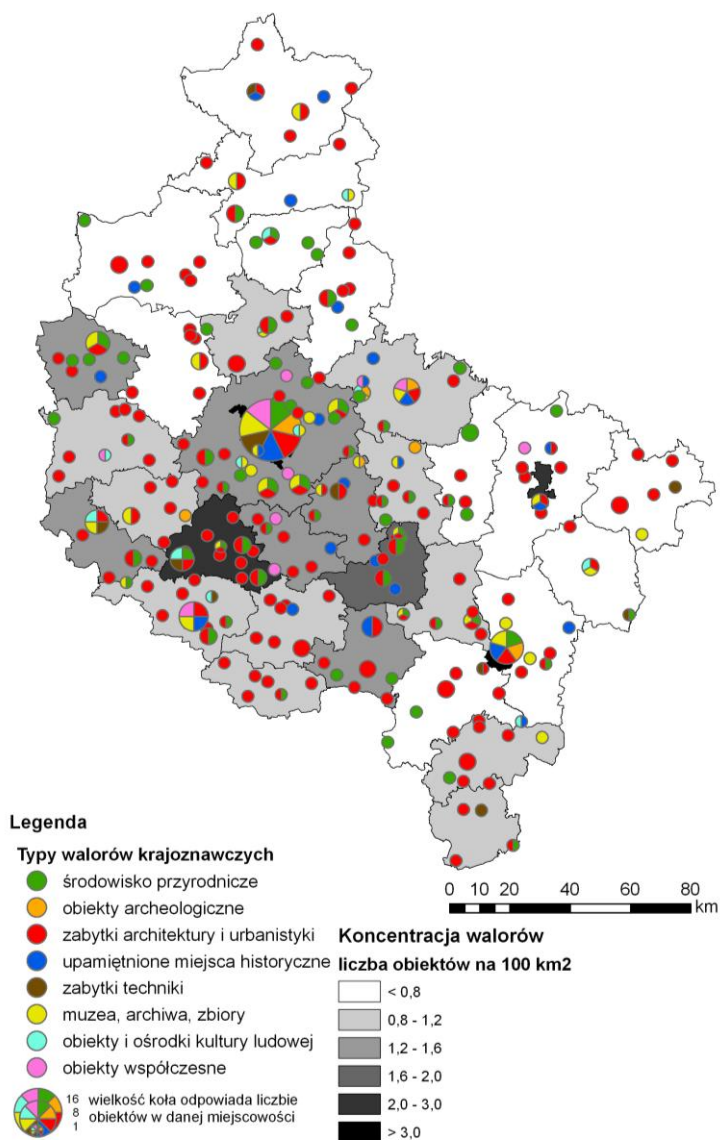 Legenda
Typy walorów krajoznawczych
środowisko przyrodnicze
obiekty archeologiczne
zabytki architektury i urbanistyki
upamiętnione miejsca historyczne
zabytki techniki
muzea, archiwa, zbiory
obiekty i ośrodki kultury ludowej
obiekty współczesne
16
8
1
wielkość koła odpowiada liczbie
obiektów w danej miejscowości
0 10 20 40 60 80
km
Koncentracja walorów
liczba obiektów na 100 km2
< 0,8
0,8 - 1,2
1,2 - 1,6
1,6 - 2,0
2,0 - 3,0
> 3,0